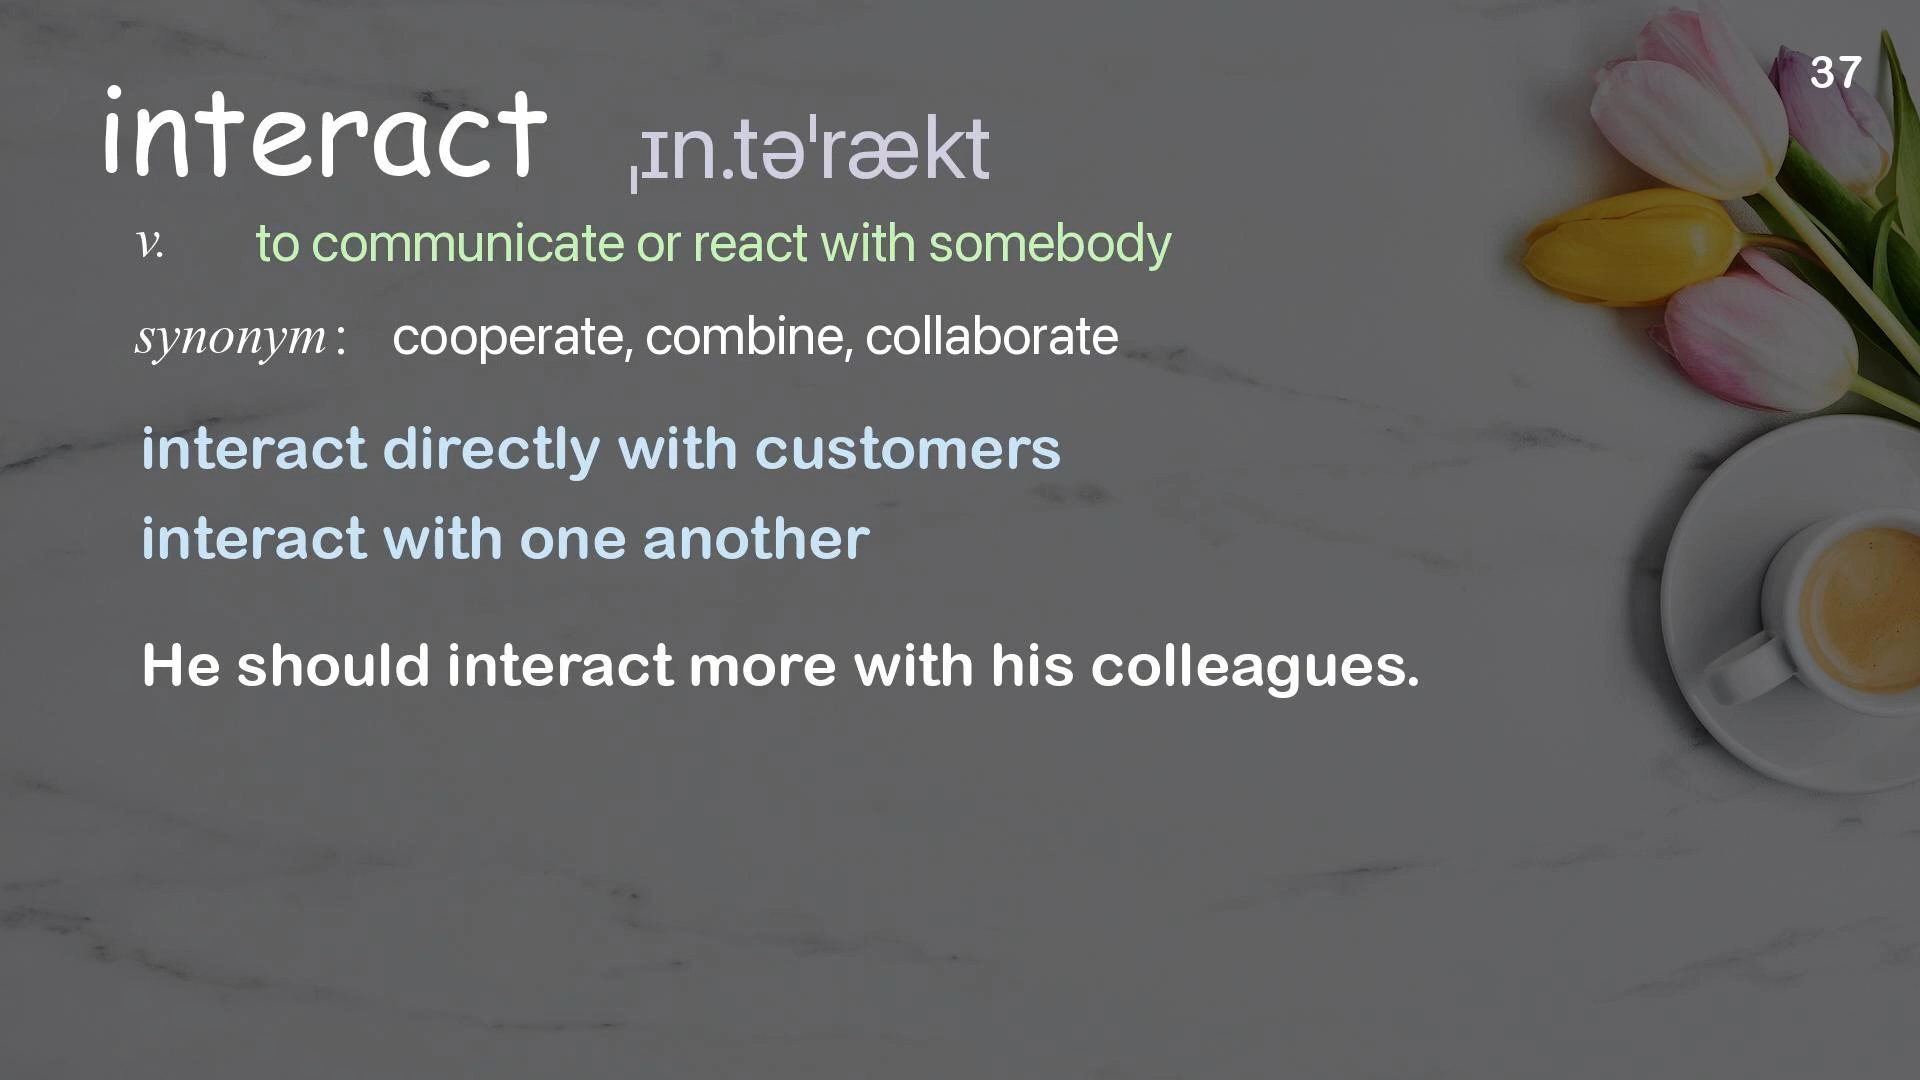 37
interact ˌɪn.təˈrækt
v. to communicate or react with somebody
synonym: cooperate, combine, collaborate
interact directly with customers
interact with one another
He should interact more with his colleagues.